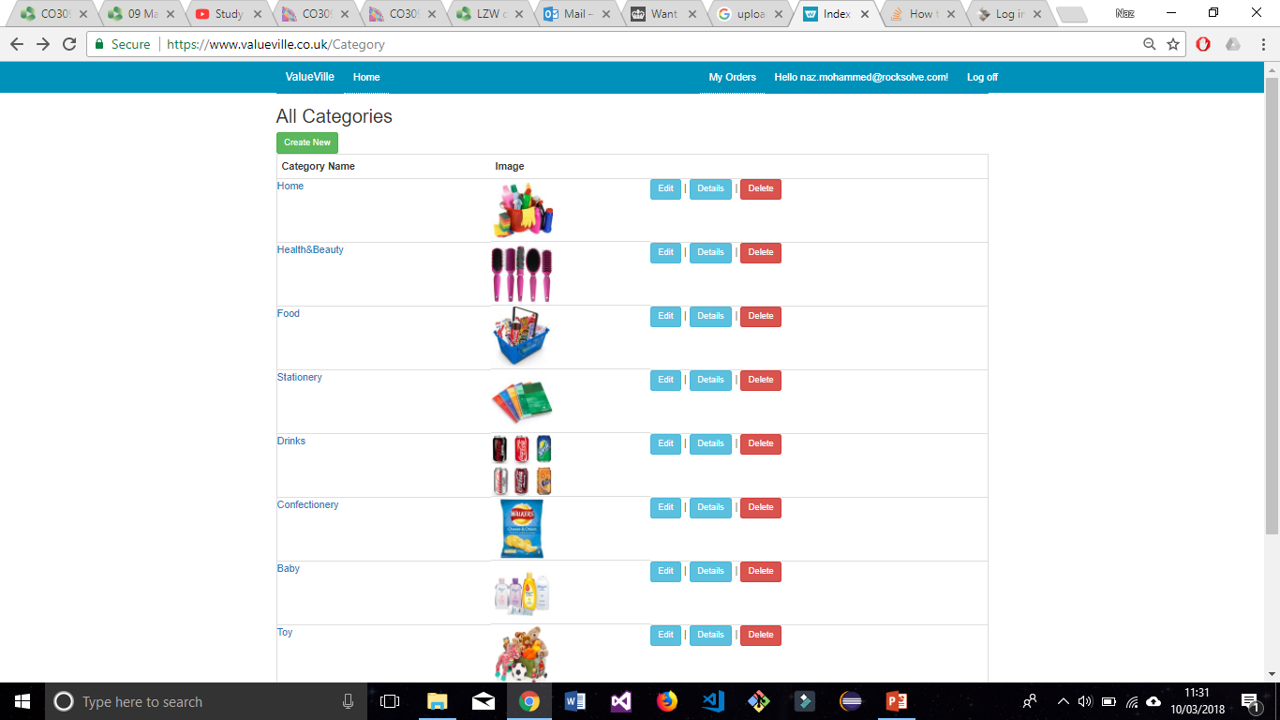 CO309 09 Ma Study CO309 CO309 LZW c Mail – Want uploa Index How t Log in Naz
Secure https://www.valueville.co.uk/Category
ValueVille Home My Orders Hello naz.mohammed@rocksolve.com! Log off
All Categories
Create New
Category Name Image
Home Edit | Details | Delete
Health&Beauty Edit | Details | Delete
Food Edit | Details | Delete
Stationery Edit | Details | Delete
Drinks Edit | Details | Delete
Confectionery Edit | Details | Delete
WALKERS
Baby Edit | Details | Delete
Toy Edit | Details | Delete
Type here to search 11:31
10/03/2018